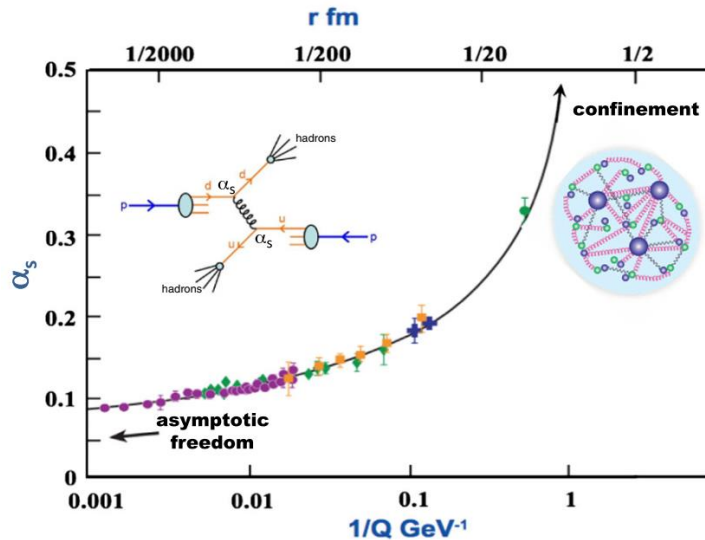 r fm
1/2000 1/200 1/20 1/2
0.5
confinement
0.4
hadrons
d
d αs
p
0.3
u
αs
u p
hadrons
αs
0.2
0.1
asymptotic
freedom
0
0.001 0.01 0.1 1
1/Q GeV-1